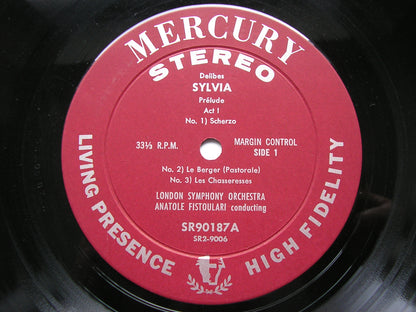 MERCURY
STEREO
Delibes
SYLVIA
Prélude
Act I
No. 1) Scherzo
33⅓ R.P.M.
MARGIN CONTROL
SIDE 1
No. 2) Le Berger (Pastorale)
No. 3) Les Chasseresses
LONDON SYMPHONY ORCHESTRA
ANATOLE FISTOULARI conducting
SR90187A
SR2-9006
LIVING PRESENCE
HIGH FIDELITY